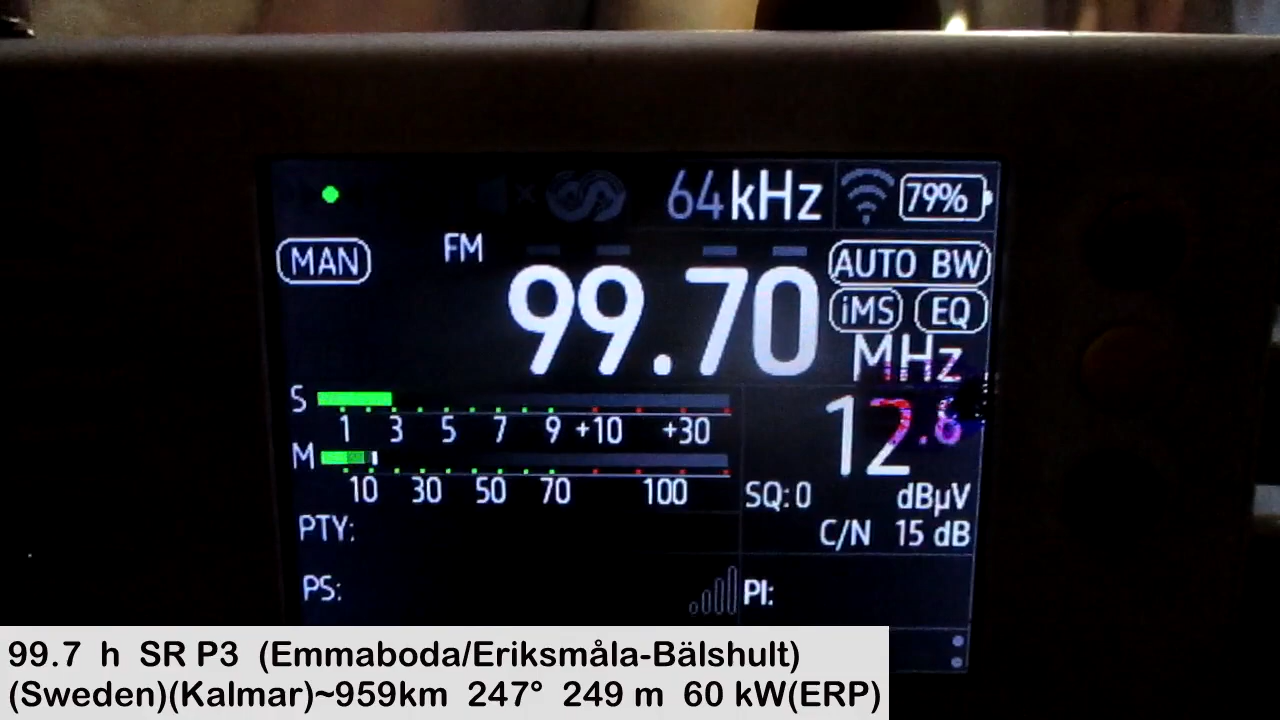 64kHz 79%
MAN FM AUTO BW
99.70 iMS EQ
MHz
S
1 3 5 7 9 +10 +30
M
10 30 50 70 100
12.6
SQ: 0 dBµV
C/N 15 dB
PTY:
PS: PI:
99.7 h SR P3 (Emmaboda/Eriksmåla-Bälshult)
(Sweden)(Kalmar)~959km 247° 249 m 60 kW(ERP)